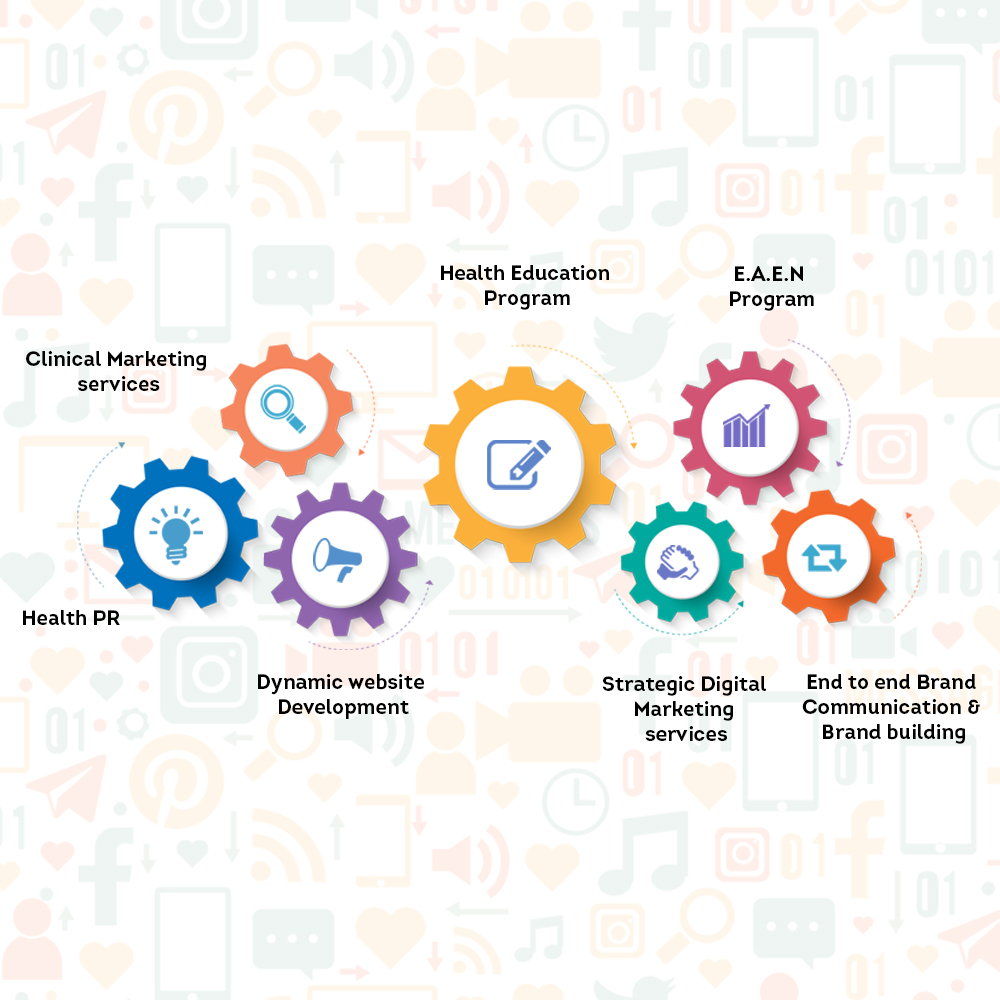 Health Education
Program
E.A.E.N
Program
Clinical Marketing
services
Health PR
Dynamic website
Development
Strategic Digital
Marketing
services
End to end Brand
Communication &
Brand building